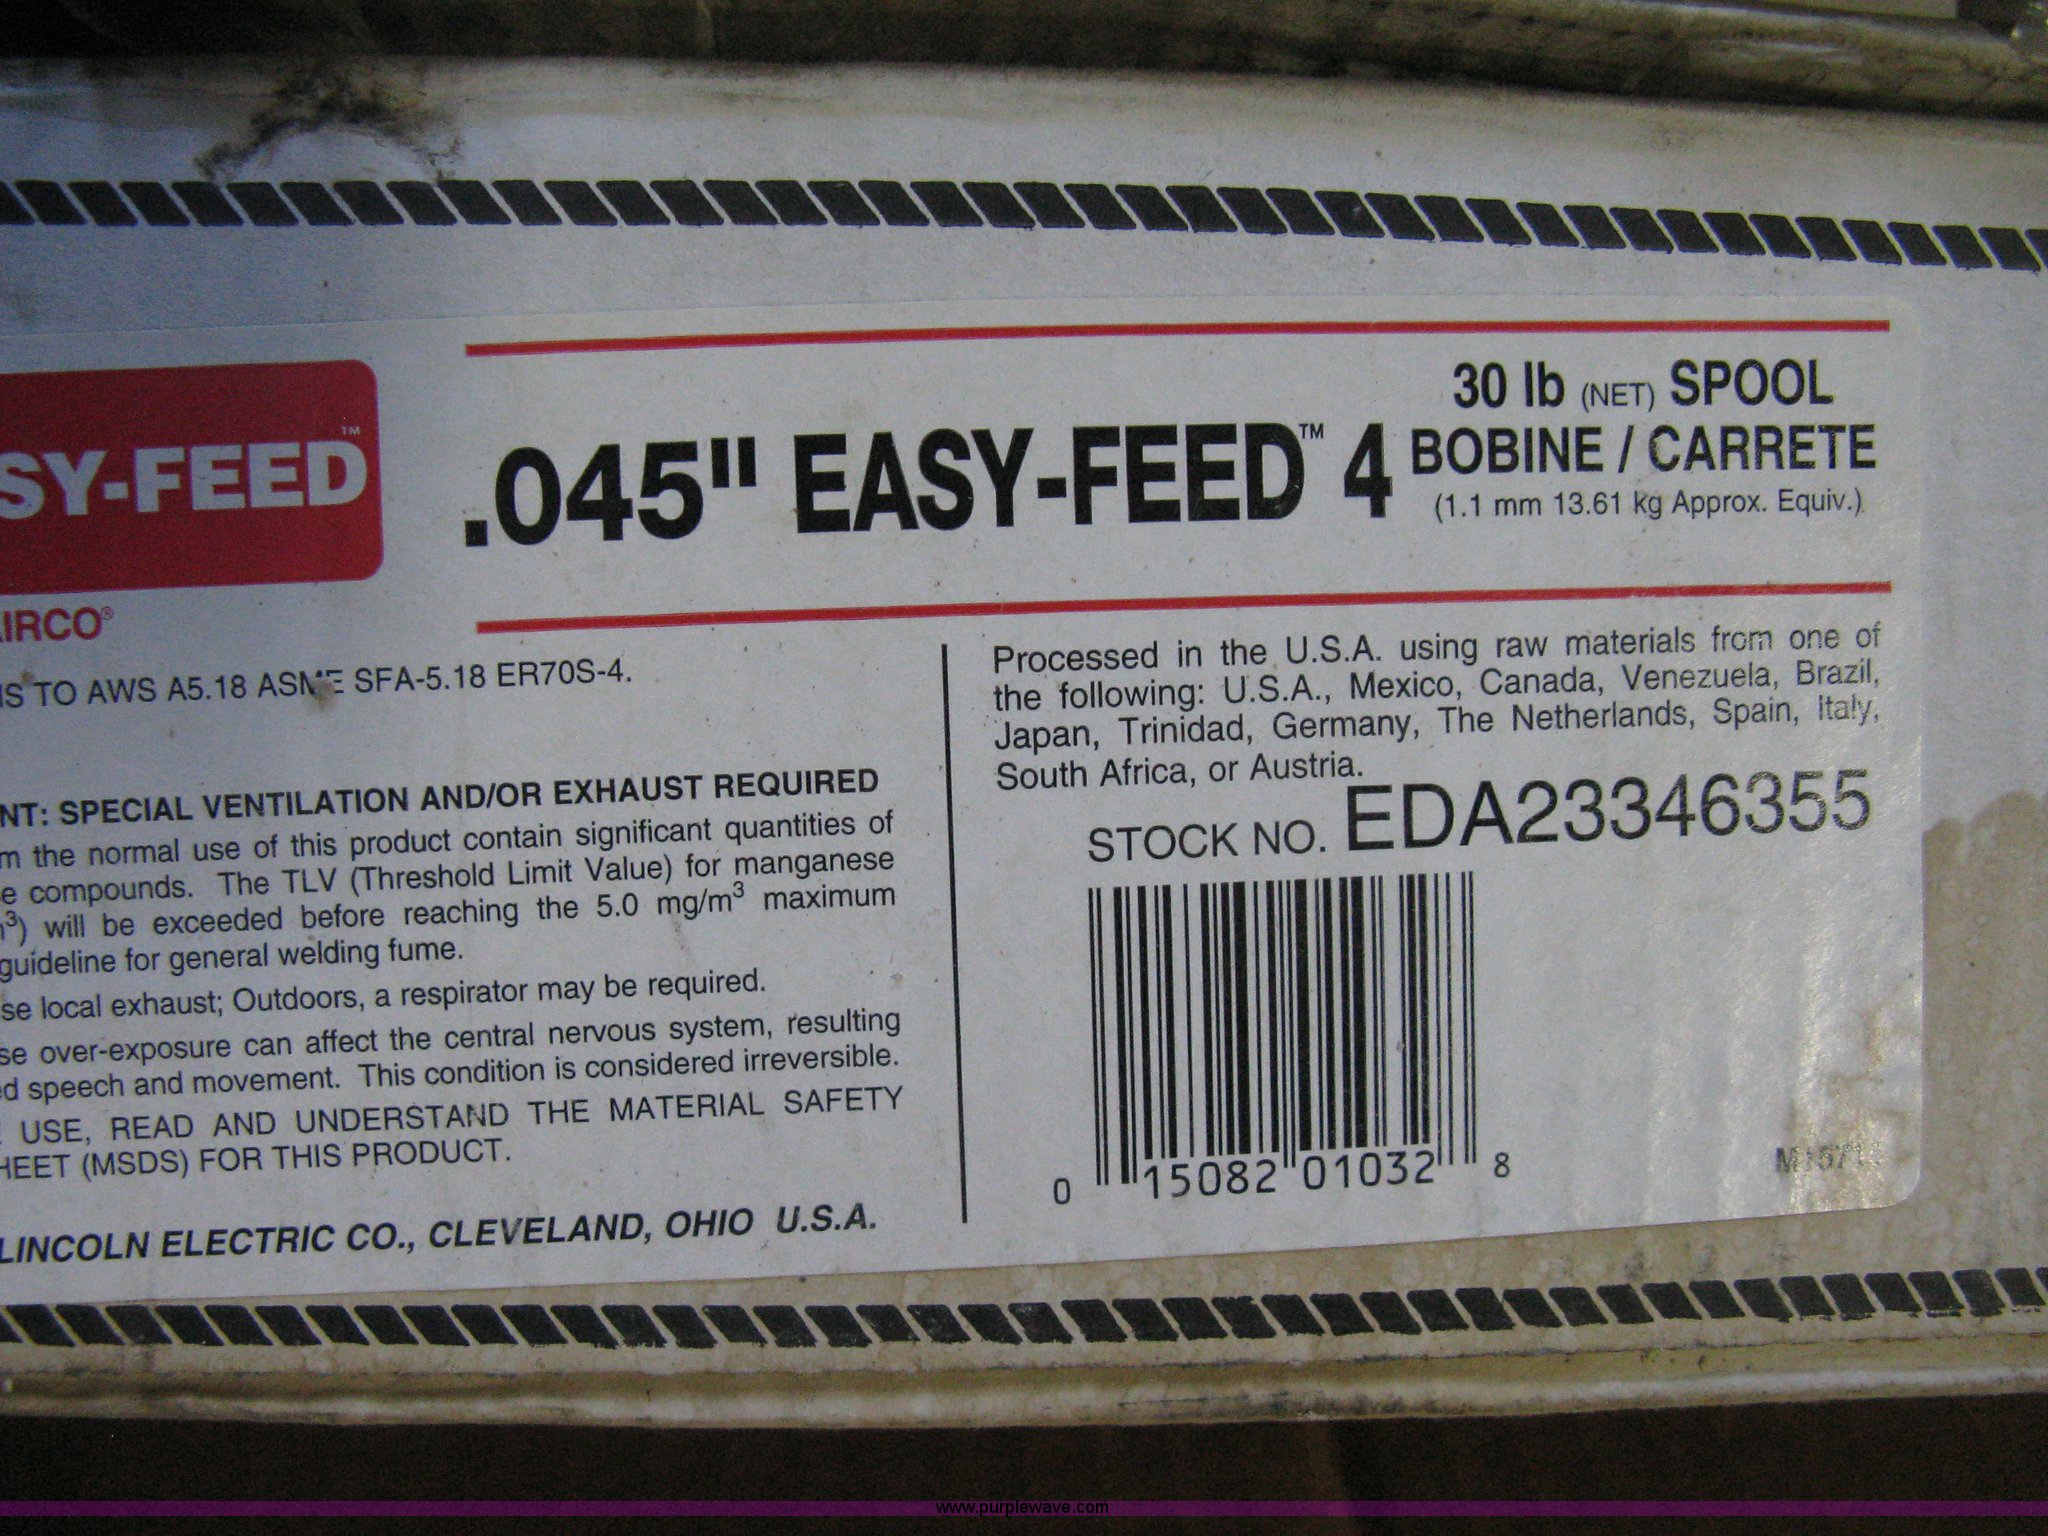 SY-FEED™
IRCO®
.045" EASY-FEED™ 4
30 lb (NET) SPOOL
BOBINE / CARRETE
(1.1 mm 13.61 kg Approx. Equiv.)
TO AWS A5.18 ASME SFA-5.18 ER70S-4.
NT: SPECIAL VENTILATION AND/OR EXHAUST REQUIRED
m the normal use of this product contain significant quantities of
e compounds. The TLV (Threshold Limit Value) for manganese
³) will be exceeded before reaching the 5.0 mg/m³ maximum
guideline for general welding fume.
se local exhaust; Outdoors, a respirator may be required.
se over-exposure can affect the central nervous system, resulting
ed speech and movement. This condition is considered irreversible.
USE, READ AND UNDERSTAND THE MATERIAL SAFETY
HEET (MSDS) FOR THIS PRODUCT.
LINCOLN ELECTRIC CO., CLEVELAND, OHIO U.S.A.
Processed in the U.S.A. using raw materials from one of
the following: U.S.A., Mexico, Canada, Venezuela, Brazil,
Japan, Trinidad, Germany, The Netherlands, Spain, Italy,
South Africa, or Austria.
STOCK NO. EDA23346355
0 15082 01032 8
www.purplewave.com